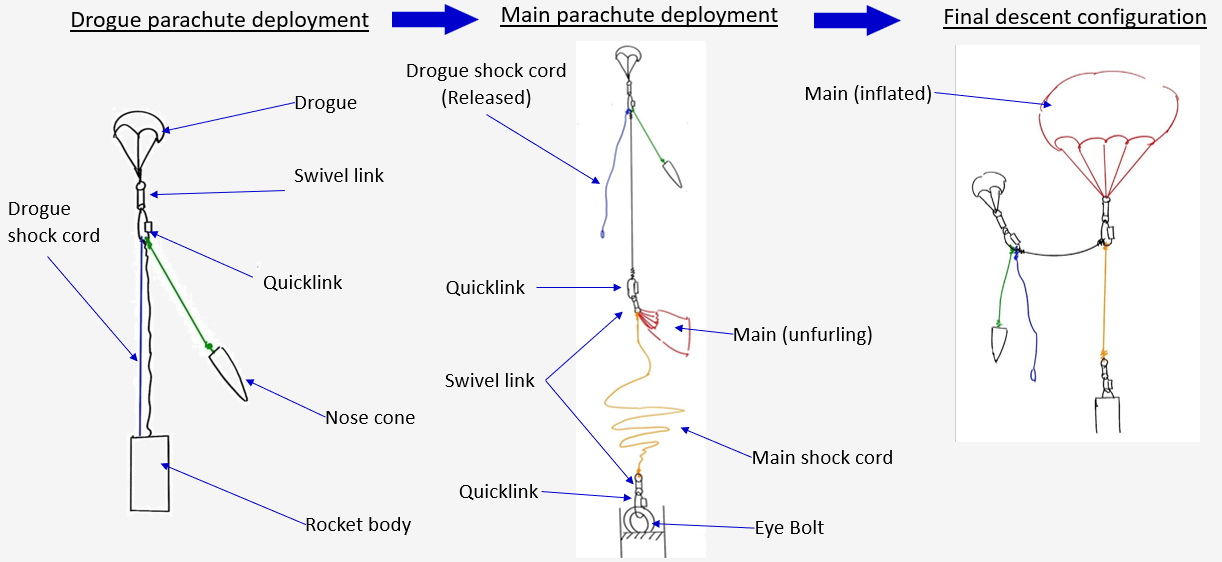 Drogue parachute deployment
Main parachute deployment
Final descent configuration
Drogue
Swivel link
Drogue
shock cord
Quicklink
Nose cone
Rocket body
Drogue shock cord
(Released)
Quicklink
Main (unfurling)
Swivel link
Main shock cord
Quicklink
Eye Bolt
Main (inflated)